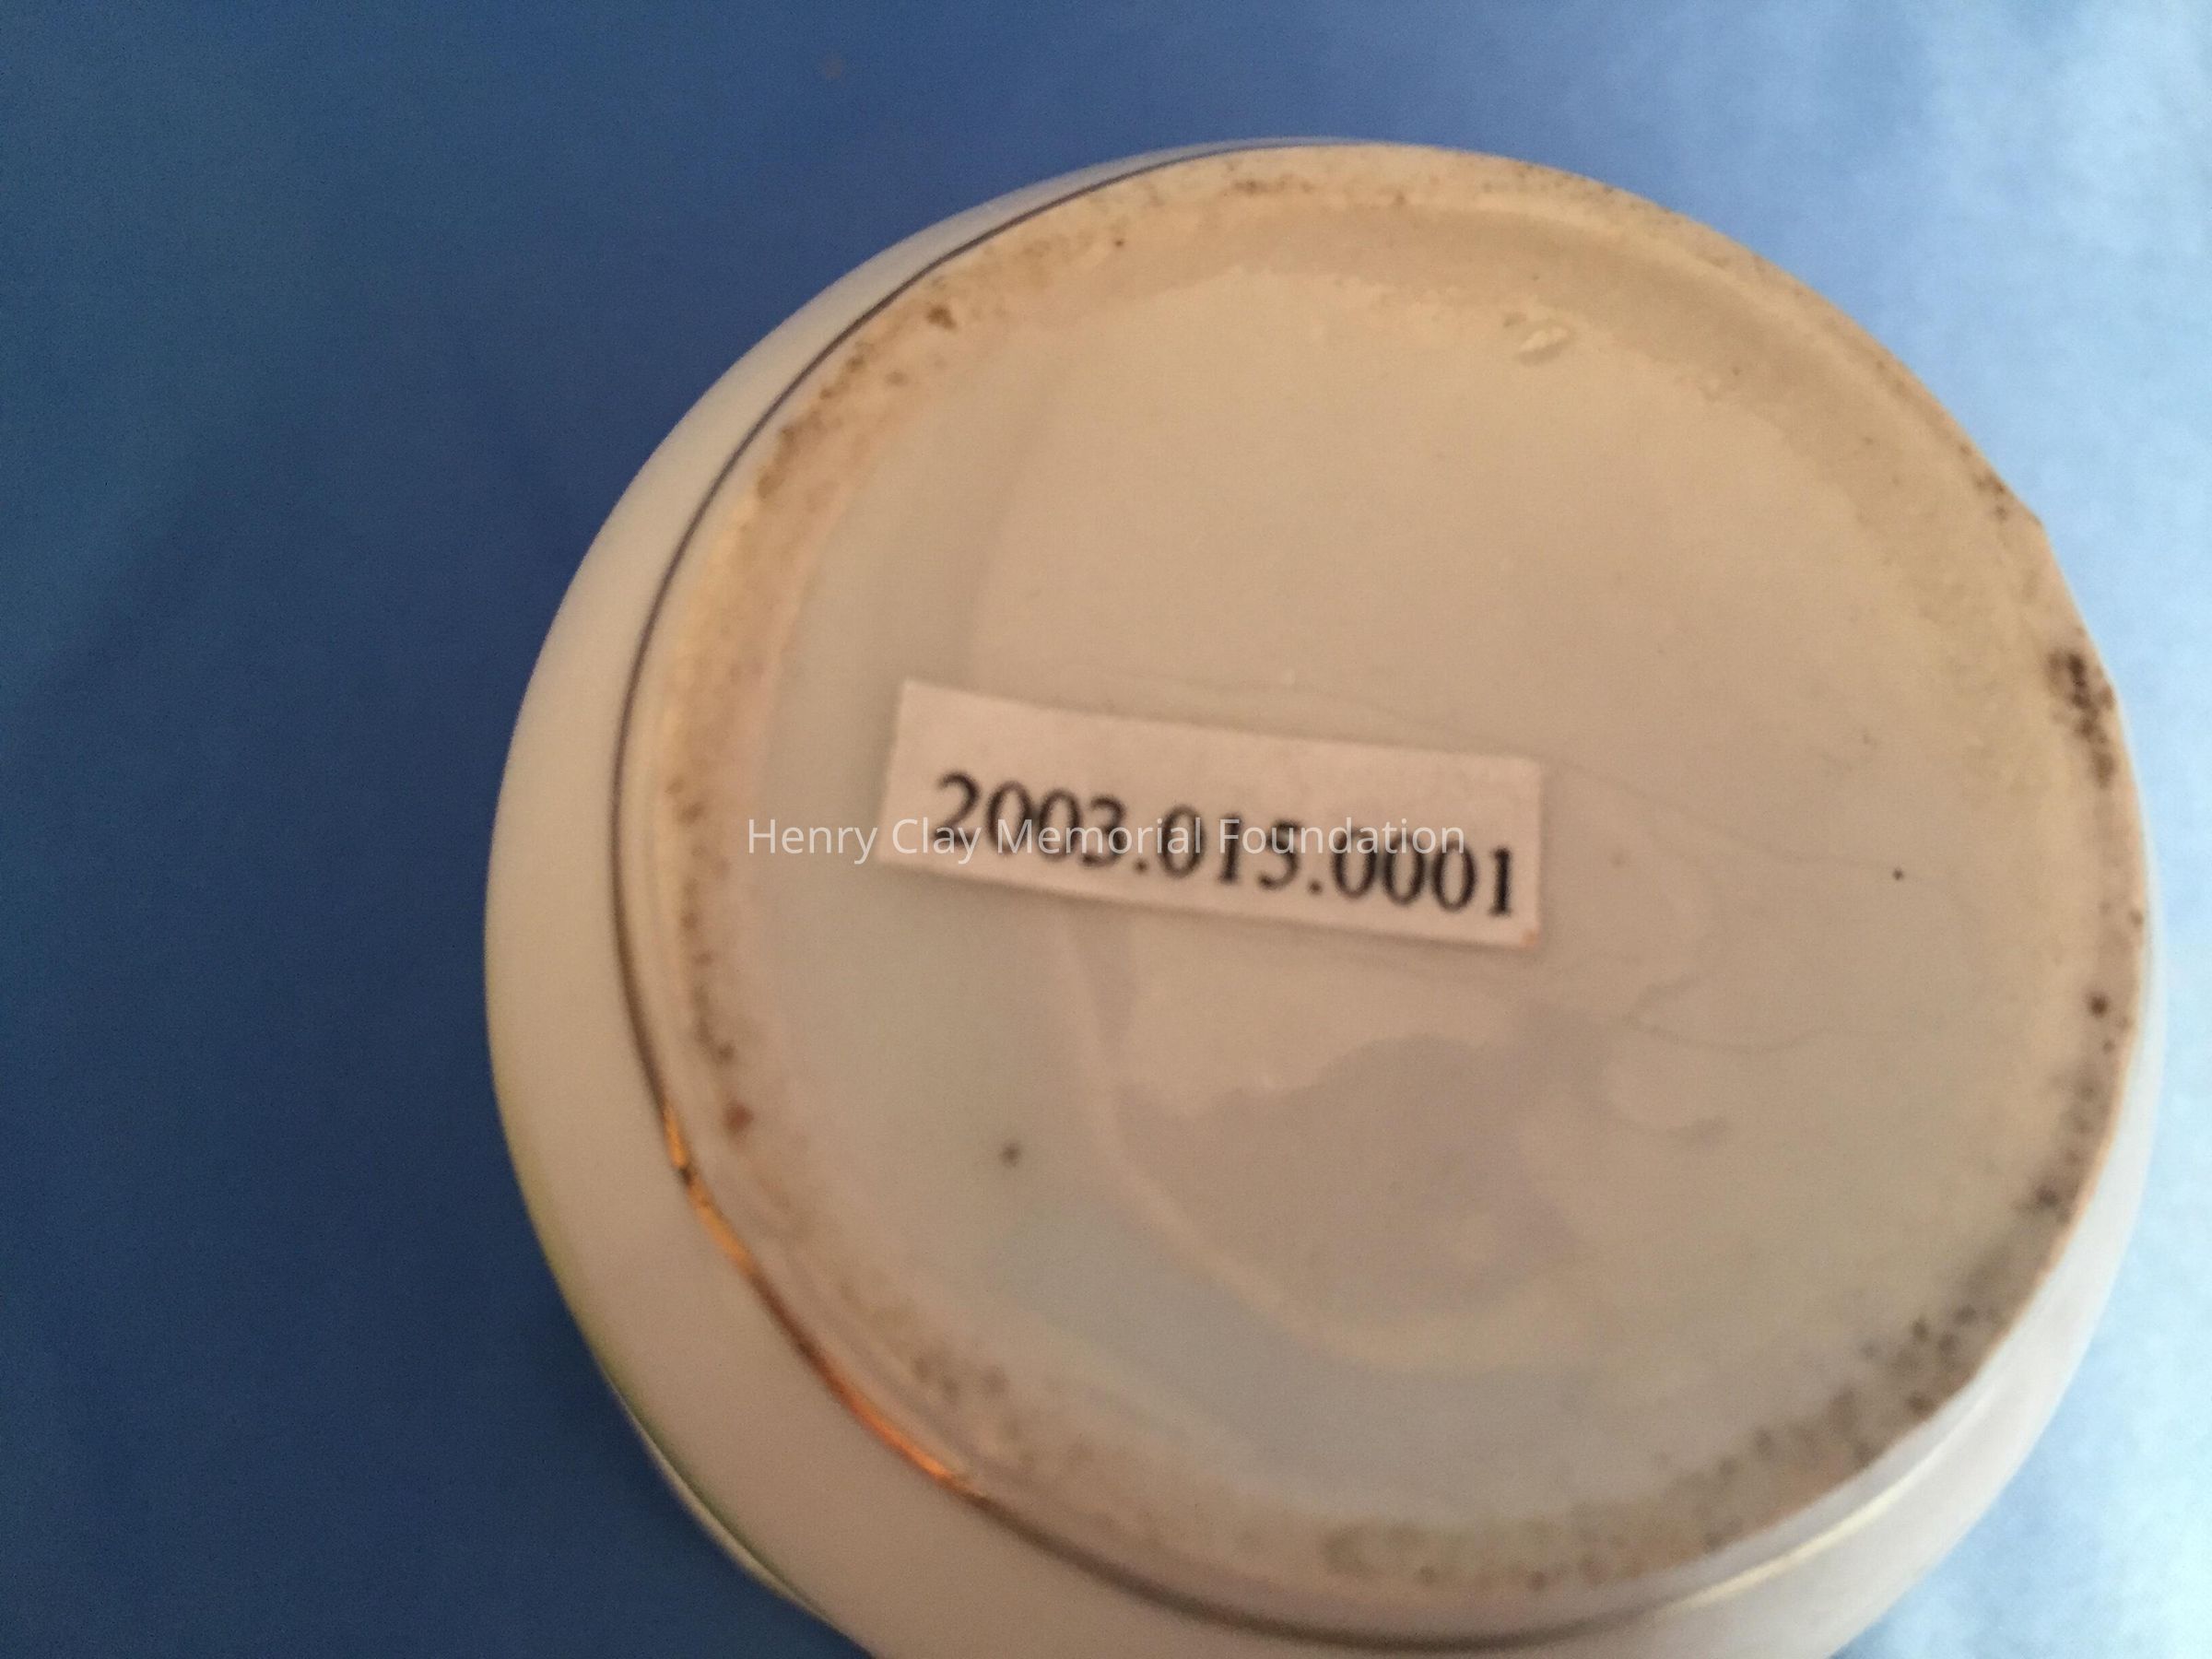 2003.015.0001
Henry Clay Memorial Foundation